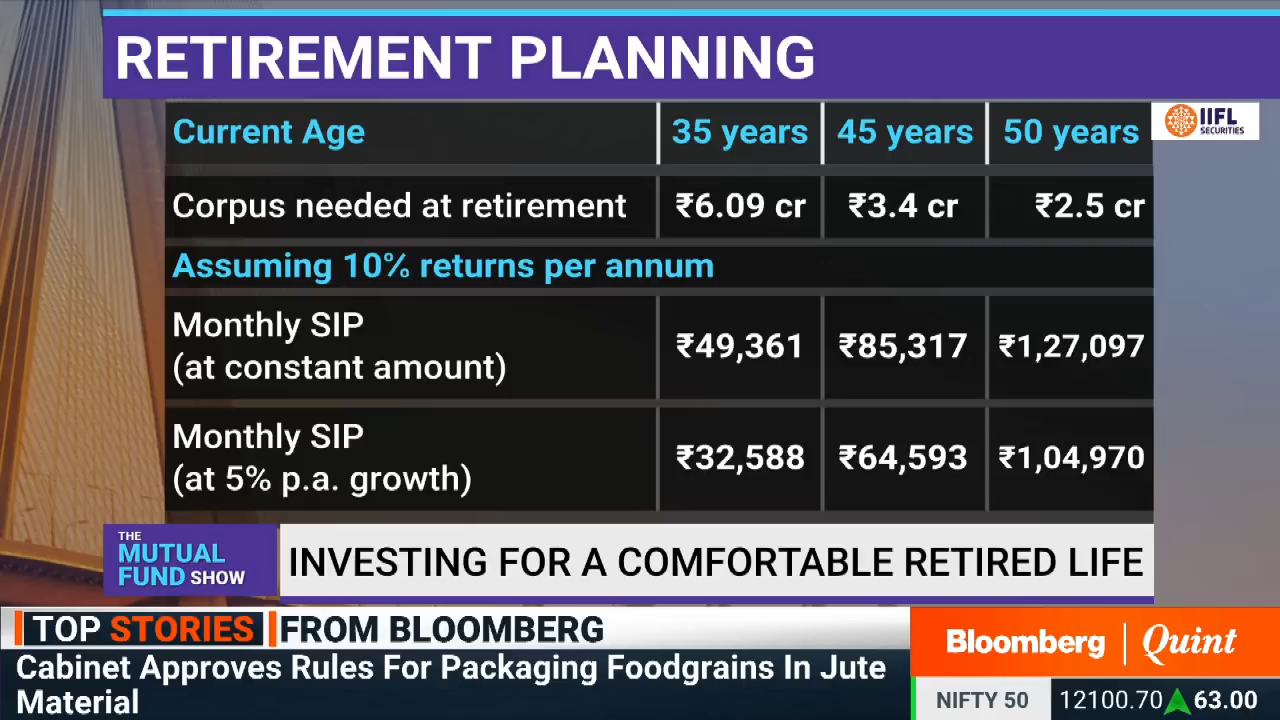 RETIREMENT PLANNING
IIFL
SECURITIES
Current Age 35 years 45 years 50 years
Corpus needed at retirement ₹6.09 cr ₹3.4 cr ₹2.5 cr
Assuming 10% returns per annum
Monthly SIP
(at constant amount) ₹49,361 ₹85,317 ₹1,27,097
Monthly SIP
(at 5% p.a. growth) ₹32,588 ₹64,593 ₹1,04,970
THE
MUTUAL
FUND SHOW
INVESTING FOR A COMFORTABLE RETIRED LIFE
TOP STORIES FROM BLOOMBERG
Cabinet Approves Rules For Packaging Foodgrains In Jute
Material
Bloomberg | Quint
NIFTY 50 12100.70 ▲ 63.00